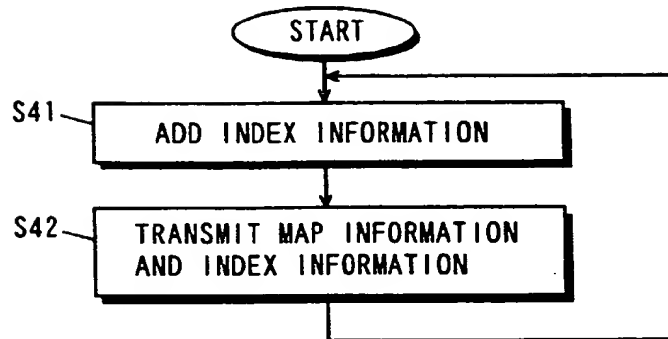 START
S41
ADD INDEX INFORMATION
S42
TRANSMIT MAP INFORMATION
AND INDEX INFORMATION